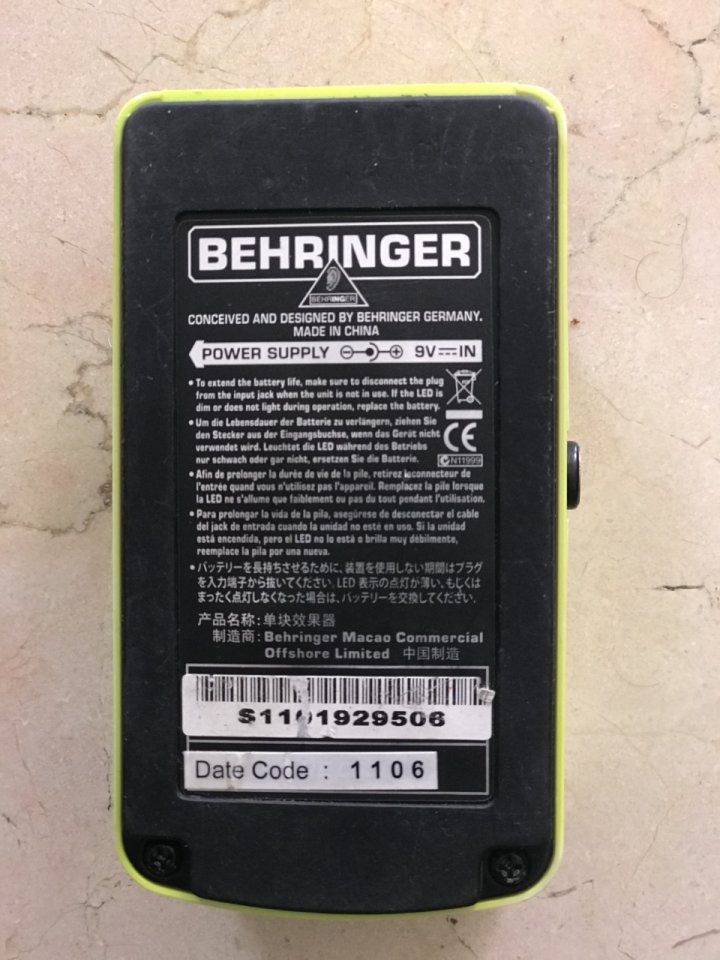 BEHRINGER
BEHRINGER
CONCEIVED AND DESIGNED BY BEHRINGER GERMANY.
MADE IN CHINA
POWER SUPPLY 9V IN
• To extend the battery life, make sure to disconnect the plug
from the input jack when the unit is not in use. If the LED is
dim or does not light during operation, replace the battery.
• Um die Lebensdauer der Batterie zu verlängern, ziehen Sie
den Stecker aus der Eingangsbuchse, wenn das Gerät nicht
verwendet wird. Leuchtet die LED während des Betriebs
nur schwach oder gar nicht, ersetzen Sie die Batterie.
CE
N11999
• Afin de prolonger la durée de vie de la pile, retirez leconnecteur de
l'entrée quand vous n'utilisez pas l'appareil. Remplacez la pile lorsque
la LED ne s'allume que faiblement ou pas du tout pendant l'utilisation.
• Para prolongar la vida de la pila, asegúrese de desconectar el cable
del jack de entrada cuando la unidad no esté en uso. Si la unidad
está encendida, pero el LED no lo está o brilla muy débilmente,
reemplace la pila por una nueva.
• バッテリーを長持ちさせるために、装置を使用しない期間はプラグ
を入力端子から抜いてください。LED 表示の点灯が薄い、もしくは
まったく点灯しなくなった場合は、バッテリーを交換してください.
产品名称: 单块效果器
制造商: Behringer Macao Commercial
Offshore Limited 中国制造
S1101929506
Date Code : 1106